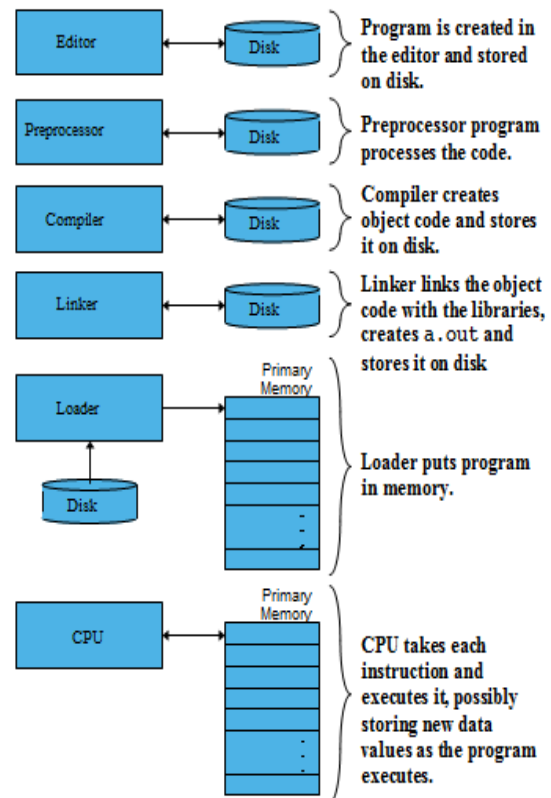 Editor
Disk
Program is created in
the editor and stored
on disk.
Preprocessor
Disk
Preprocessor program
processes the code.
Compiler
Disk
Compiler creates
object code and stores
it on disk.
Linker
Disk
Linker links the object
code with the libraries,
creates a.out and
stores it on disk
Loader
Disk
Primary
Memory
Loader puts program
in memory.
CPU
Primary
Memory
CPU takes each
instruction and
executes it, possibly
storing new data
values as the program
executes.